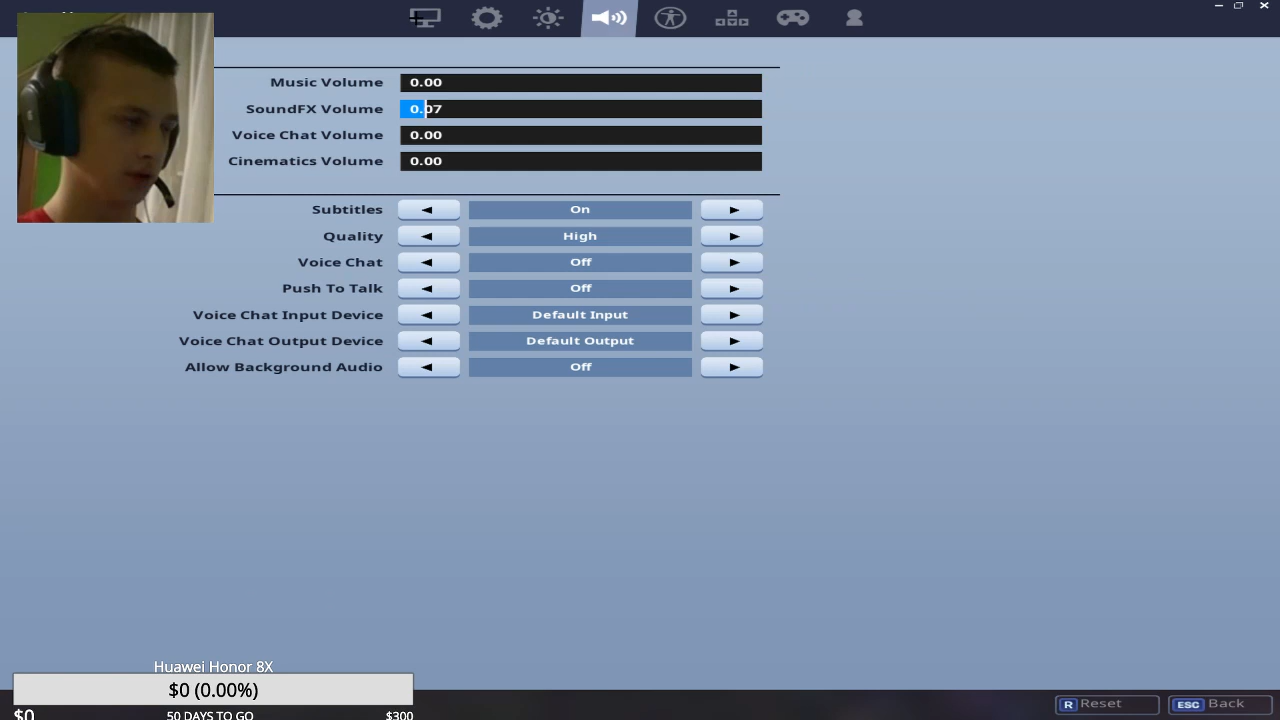 Music Volume 0.00
SoundFX Volume 0.07
Voice Chat Volume 0.00
Cinematics Volume 0.00
Subtitles On
Quality High
Voice Chat Off
Push To Talk Off
Voice Chat Input Device Default Input
Voice Chat Output Device Default Output
Allow Background Audio Off
Huawei Honor 8X
$0 (0.00%)
$0 50 DAYS TO GO $300
R Reset ESC Back